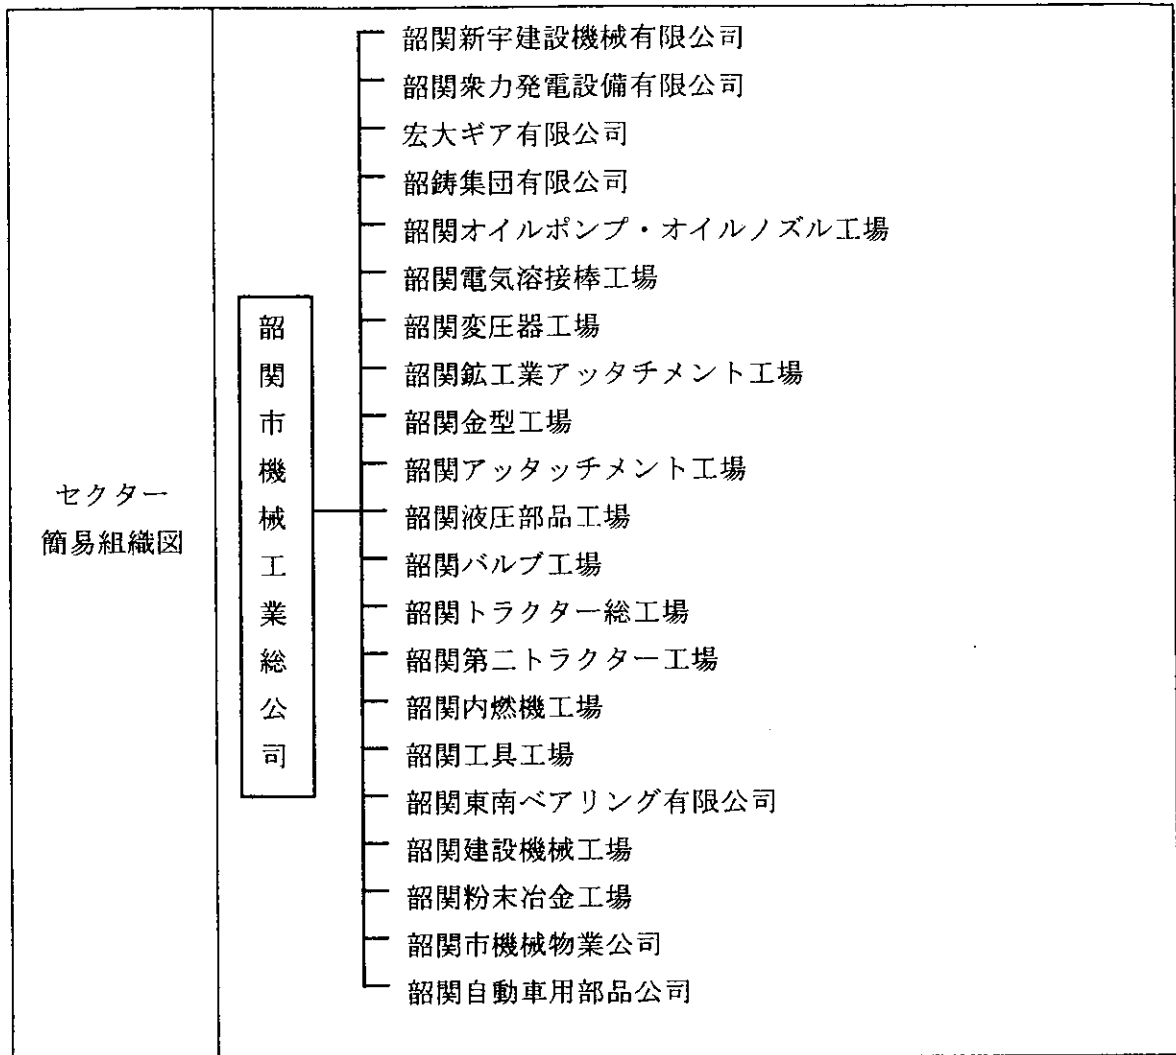 セクター
簡易組織図
韶関市機械工業総公司
韶関新宇建設機械有限公司
韶関衆力発電設備有限公司
宏大ギア有限公司
韶鋳集団有限公司
韶関オイルポンプ・オイルノズル工場
韶関電気溶接棒工場
韶関変圧器工場
韶関鉱工業アッタチメント工場
韶関金型工場
韶関アッタッチメント工場
韶関液圧部品工場
韶関バルブ工場
韶関トラクター総工場
韶関第二トラクター工場
韶関内燃機工場
韶関工具工場
韶関東南ベアリング有限公司
韶関建設機械工場
韶関粉末冶金工場
韶関市機械物業公司
韶関自動車用部品公司